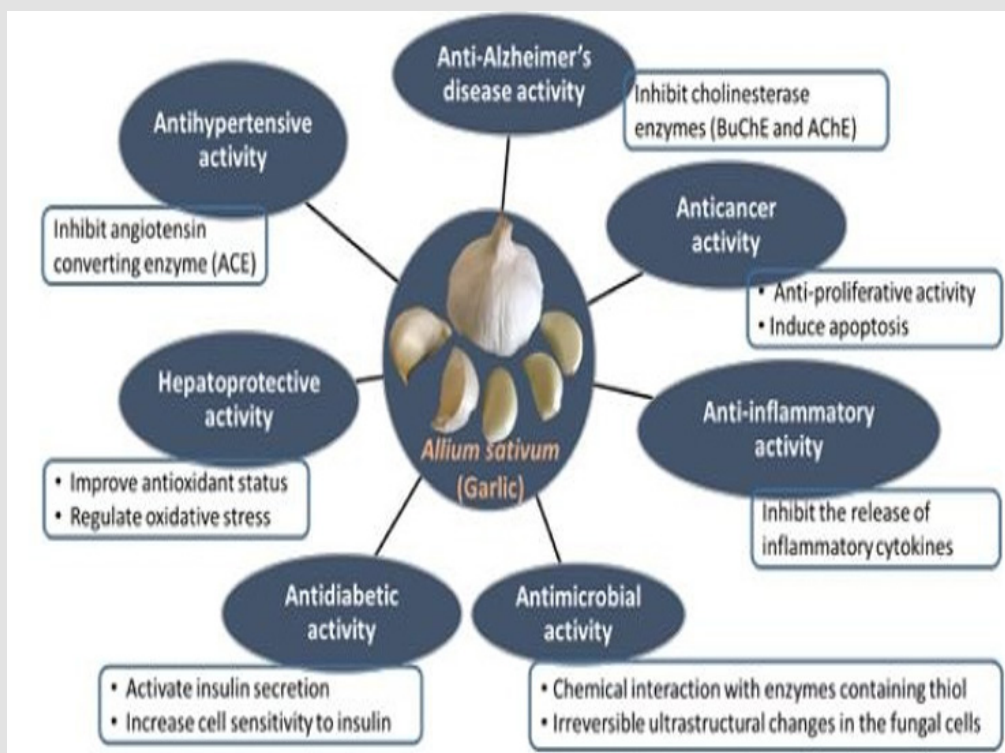 Anti-Alzheimer's
disease activity
Inhibit cholinesterase
enzymes (BuChE and AChE)
Antihypertensive
activity
Inhibit angiotensin
converting enzyme (ACE)
Anticancer
activity
• Anti-proliferative activity
• Induce apoptosis
Hepatoprotective
activity
• Improve antioxidant status
• Regulate oxidative stress
Anti-inflammatory
activity
Inhibit the release of
inflammatory cytokines
Allium sativum
(Garlic)
Antidiabetic
activity
• Activate insulin secretion
• Increase cell sensitivity to insulin
Antimicrobial
activity
• Chemical interaction with enzymes containing thiol
• Irreversible ultrastructural changes in the fungal cells